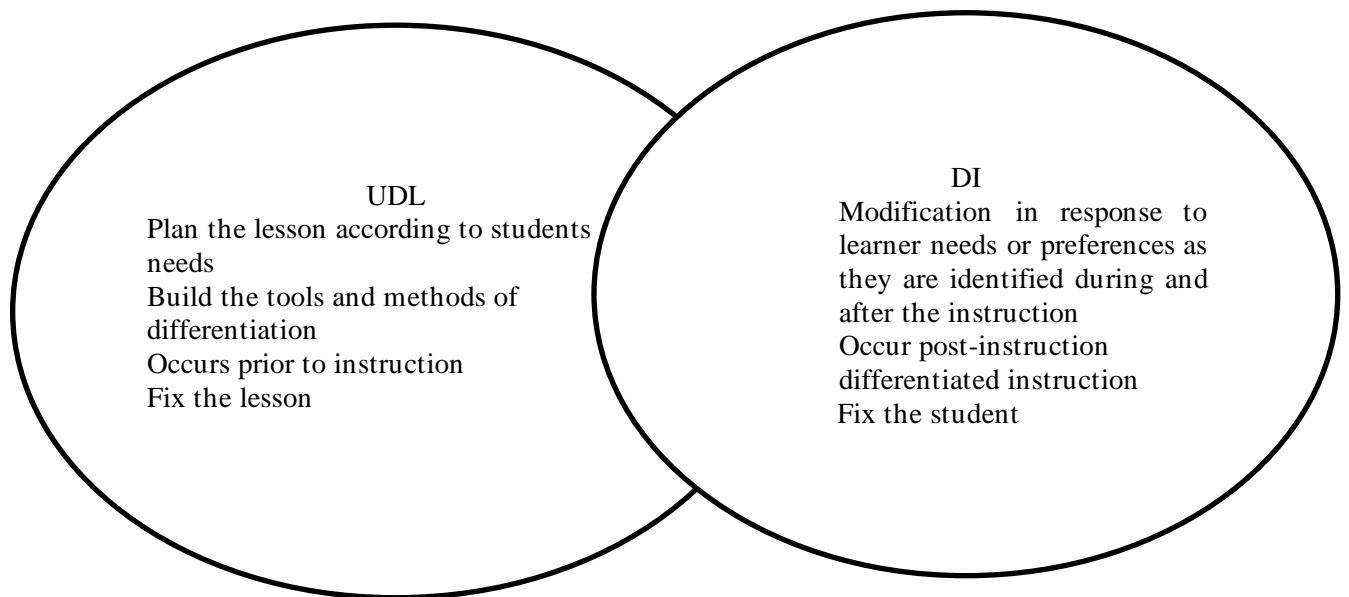 UDL
Plan the lesson according to students
needs
Build the tools and methods of
differentiation
Occurs prior to instruction
Fix the lesson
DI
Modification in response to
learner needs or preferences as
they are identified during and
after the instruction
Occur post-instruction
differentiated instruction
Fix the student